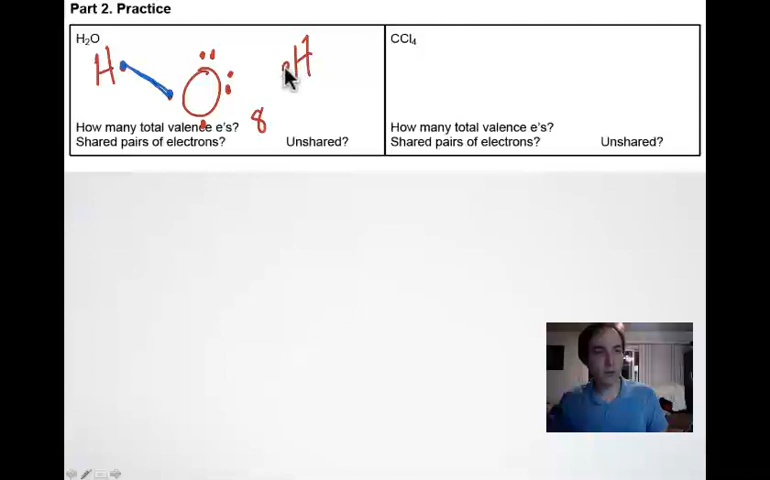 Part 2. Practice
H₂O
H O H
8
How many total valence e's?
Shared pairs of electrons? Unshared?
CCl₄
How many total valence e's?
Shared pairs of electrons? Unshared?